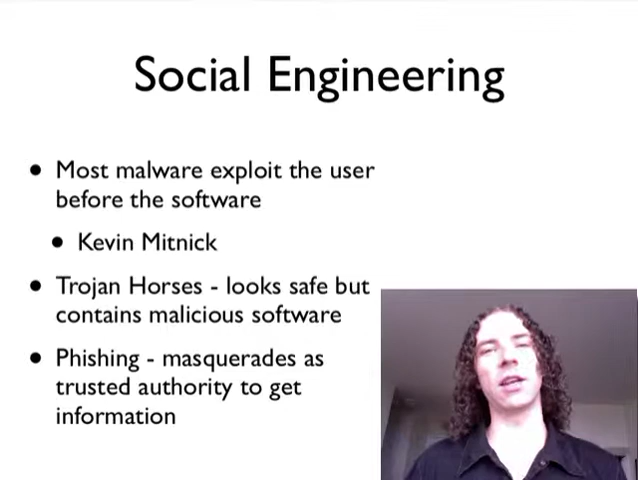 Social Engineering
• Most malware exploit the user
before the software
• Kevin Mitnick
• Trojan Horses - looks safe but
contains malicious software
• Phishing - masquerades as
trusted authority to get
information